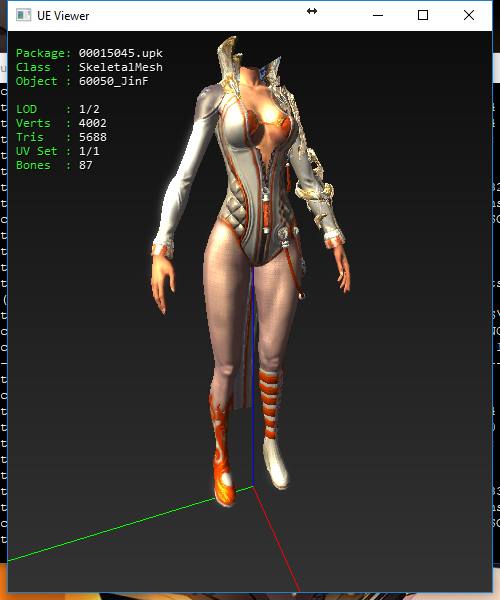 UE Viewer
Package: 00015045.upk
Class : SkeletalMesh
Object : 60050_JinF
LOD : 1/2
Verts : 4002
Tris : 5688
UV Set : 1/1
Bones : 87